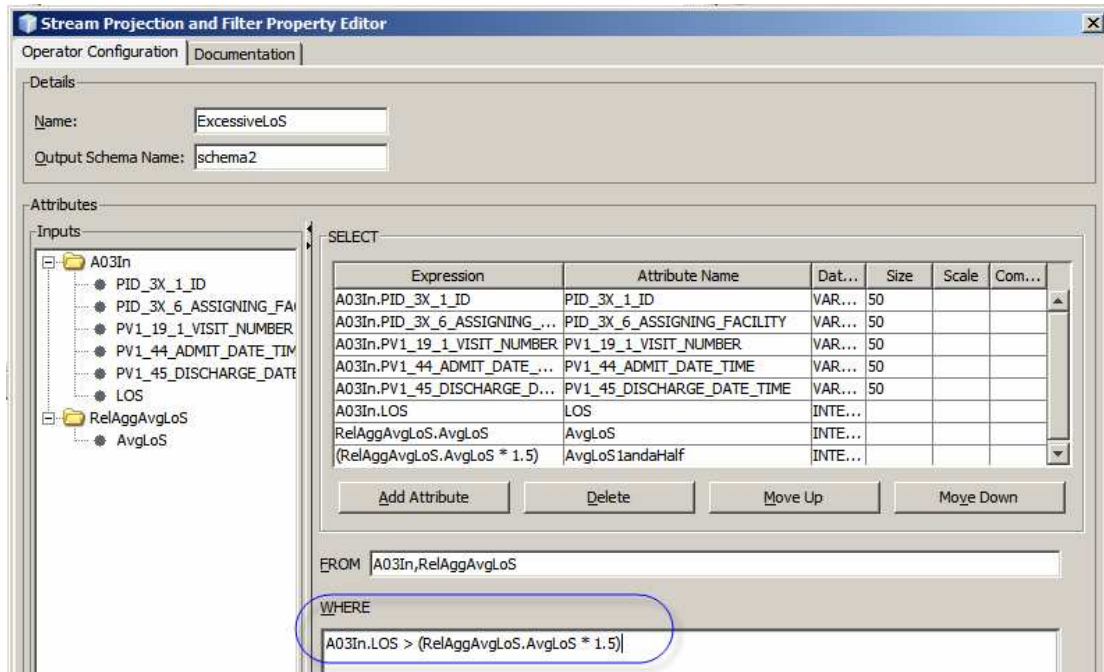 Stream Projection and Filter Property Editor
Operator Configuration
Documentation
Details
Name:
ExcessiveLoS
Output Schema Name:
schema2
Attributes
Inputs
A03In
PID_3X_1_ID
PID_3X_6_ASSIGNING_FA
PV1_19_1_VISIT_NUMBER
PV1_44_ADMIT_DATE_TIM
PV1_45_DISCHARGE_DATE
LOS
RelAggAvgLoS
AvgLoS
SELECT
Expression Attribute Name Dat... Size Scale Com...
A03In.PID_3X_1_ID PID_3X_1_ID VAR... 50
A03In.PID_3X_6_ASSIGNING_... PID_3X_6_ASSIGNING_FACILITY VAR... 50
A03In.PV1_19_1_VISIT_NUMBER PV1_19_1_VISIT_NUMBER VAR... 50
A03In.PV1_44_ADMIT_DATE_... PV1_44_ADMIT_DATE_TIME VAR... 50
A03In.PV1_45_DISCHARGE_D... PV1_45_DISCHARGE_DATE_TIME VAR... 50
A03In.LOS LOS INTE...
RelAggAvgLoS.AvgLoS AvgLoS INTE...
(RelAggAvgLoS.AvgLoS * 1.5) AvgLoS1andaHalf INTE...
Add Attribute
Delete
Move Up
Move Down
FROM A03In,RelAggAvgLoS
WHERE
A03In.LOS > (RelAggAvgLoS.AvgLoS * 1.5)